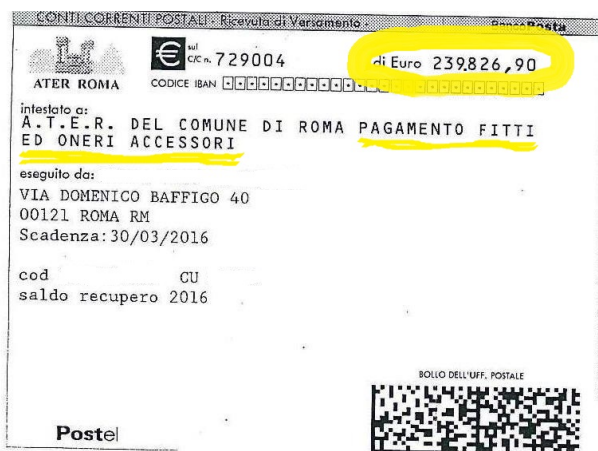 CONTI CORRENTI POSTALI - Ricevuta di Versamento - BancoPosta
€ sul C/C n. 729004 di Euro 239.826,90
ATER ROMA CODICE IBAN
intestato a:
A.T.E.R. DEL COMUNE DI ROMA PAGAMENTO FITTI
ED ONERI ACCESSORI
eseguito da:
VIA DOMENICO BAFFIGO 40
00121 ROMA RM
Scadenza:30/03/2016
cod CU
saldo recupero 2016
BOLLO DELL'UFF. POSTALE
Postel